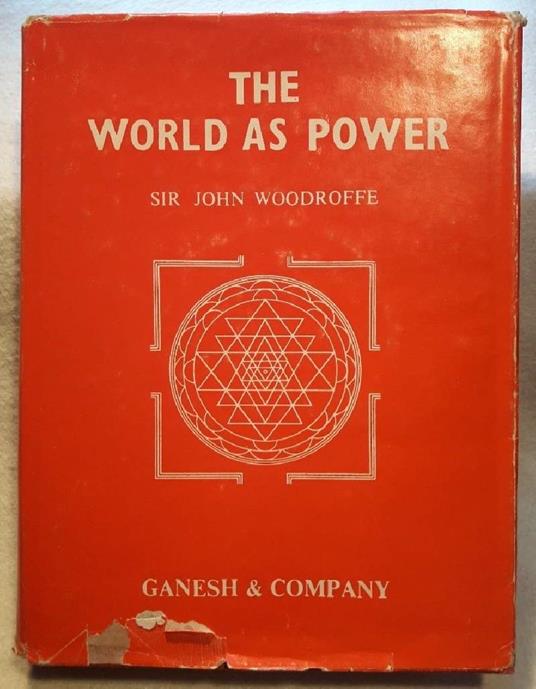 THE
WORLD AS POWER
SIR JOHN WOODROFFE
GANESH & COMPANY